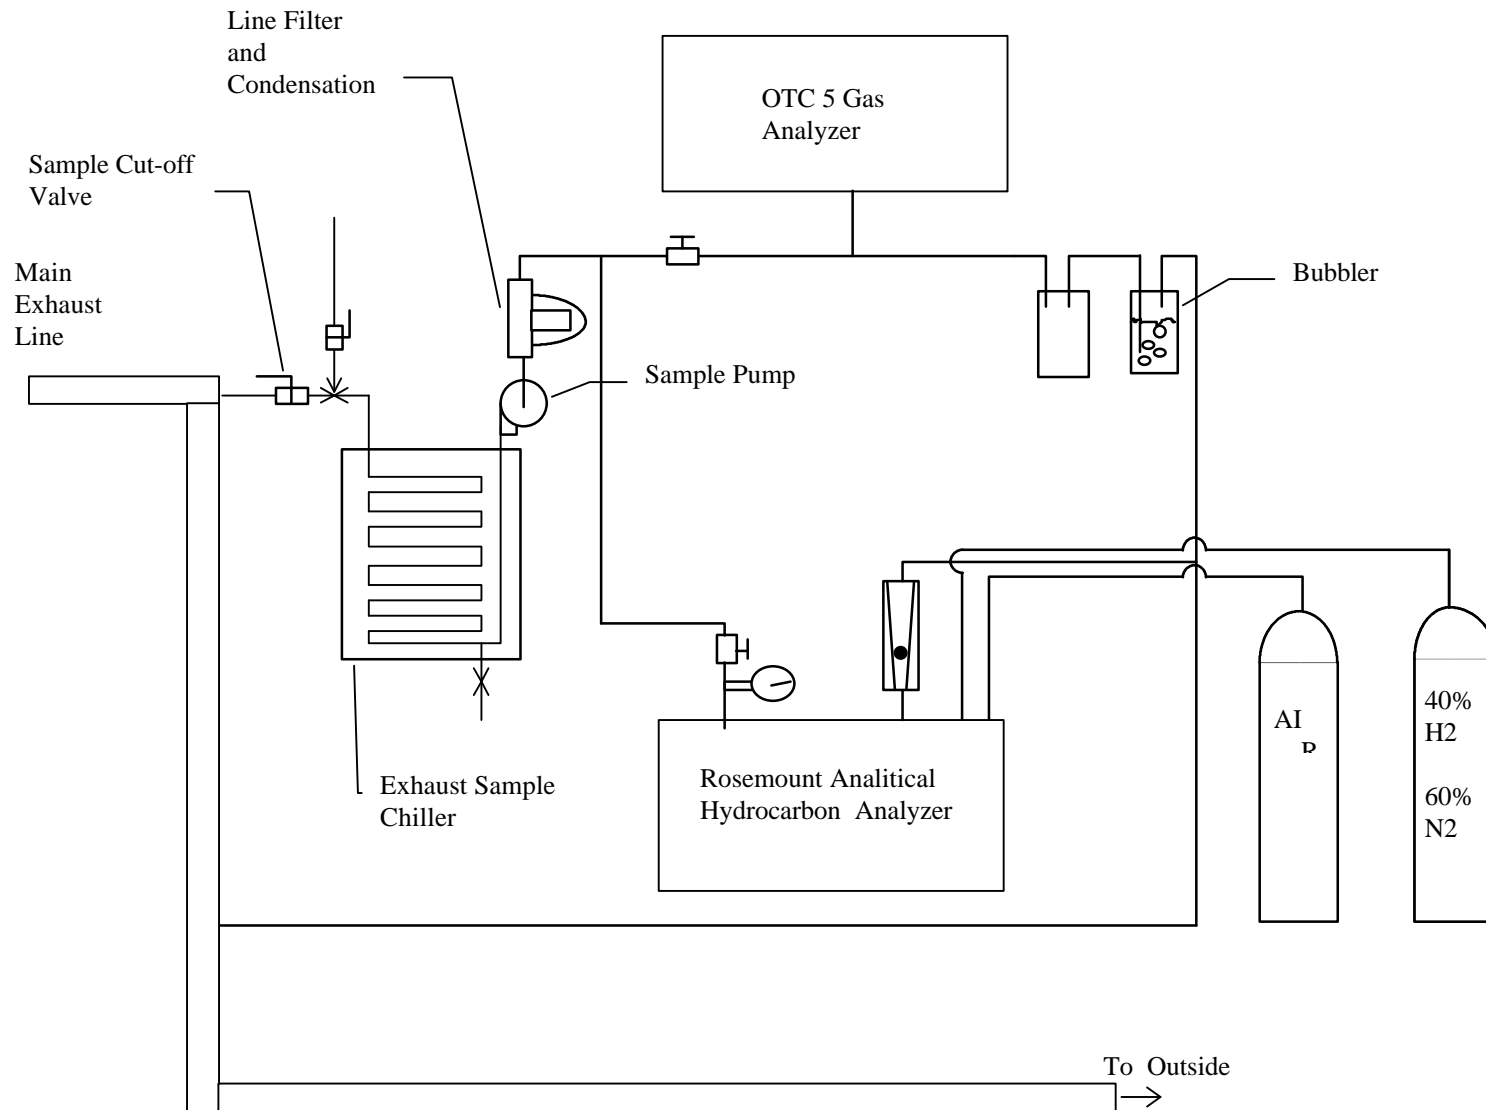 Line Filter
and
Condensation
OTC 5 Gas
Analyzer
Sample Cut-off
Valve
Main
Exhaust
Line
Bubbler
Sample Pump
AI
R
40%
H2
60%
N2
Rosemount Analitical
Hydrocarbon Analyzer
Exhaust Sample
Chiller
To Outside